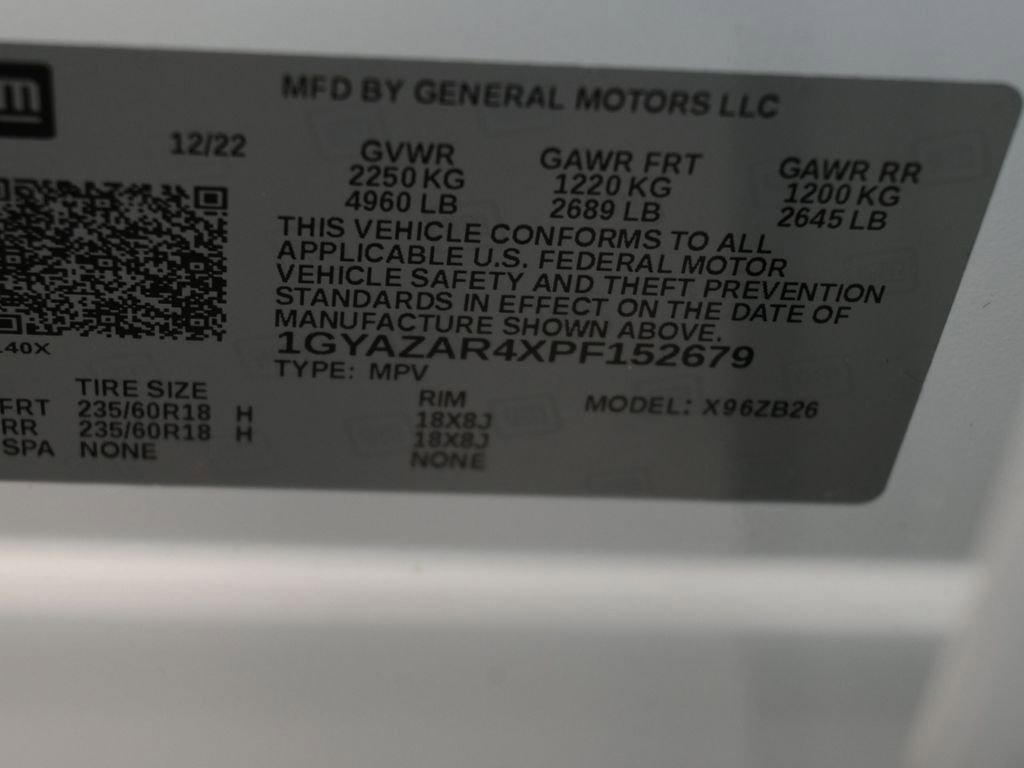 m
MFD BY GENERAL MOTORS LLC
12/22
GVWR
2250 KG
4960 LB
GAWR FRT
1220 KG
2689 LB
GAWR RR
1200 KG
2645 LB
THIS VEHICLE CONFORMS TO ALL
APPLICABLE U.S. FEDERAL MOTOR
VEHICLE SAFETY AND THEFT PREVENTION
STANDARDS IN EFFECT ON THE DATE OF
MANUFACTURE SHOWN ABOVE.
1GYAZAR4XPF152679
TYPE: MPV
MODEL: X96ZB26
140X
TIRE SIZE
RIM
FRT 235/60R18 H 18X8J
RR 235/60R18 H 18X8J
SPA NONE NONE